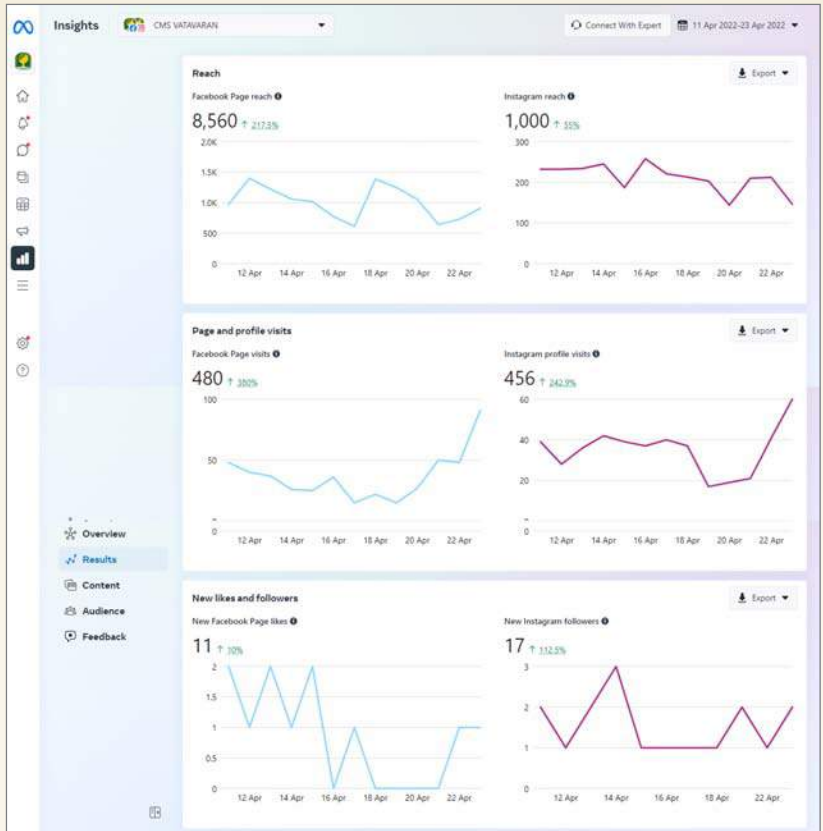 Insights
CMS VATAVARAN
Connect With Expert
11 Apr 2022-23 Apr 2022
Reach
Export
Facebook Page reach
8,560 ↑ 217.5%
2.0K
1.5K
1.0K
500
0
12 Apr 14 Apr 16 Apr 18 Apr 20 Apr 22 Apr
Instagram reach
1,000 ↑ 55%
300
200
100
0
12 Apr 14 Apr 16 Apr 18 Apr 20 Apr 22 Apr
Page and profile visits
Export
Facebook Page visits
480 ↑ 380%
100
50
0
12 Apr 14 Apr 16 Apr 18 Apr 20 Apr 22 Apr
Instagram profile visits
456 ↑ 242.9%
60
40
20
0
12 Apr 14 Apr 16 Apr 18 Apr 20 Apr 22 Apr
Overview
Results
Content
Audience
Feedback
New likes and followers
Export
New Facebook Page likes
11 ↑ 10%
2
1.5
1
0.5
0
12 Apr 14 Apr 16 Apr 18 Apr 20 Apr 22 Apr
New Instagram followers
17 ↑ 112.5%
3
2
1
0
12 Apr 14 Apr 16 Apr 18 Apr 20 Apr 22 Apr